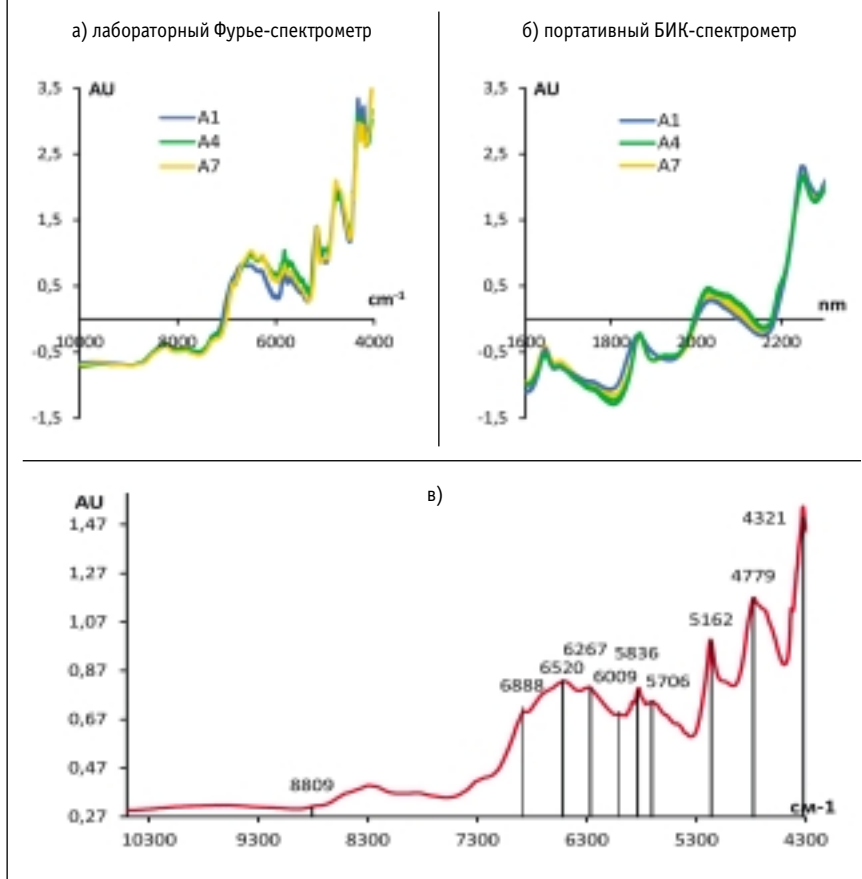 а) лабораторный Фурье-спектрометр
б) портативный БИК-спектрометр
3,5 AU
A1
A4
A7
2,5
1,5
0,5
cm-1
10000 8000 6000 4000
-0,5
-1,5
3,5 AU
A1
A4
A7
2,5
1,5
0,5
nm
1600 1800 2000 2200
-0,5
-1,5
в)
AU
1,47
1,27
1,07
0,87
0,67
0,47
0,27
8809
6888
6520
6267
6009
5836
5706
5162
4779
4321
см-1
10300 9300 8300 7300 6300 5300 4300